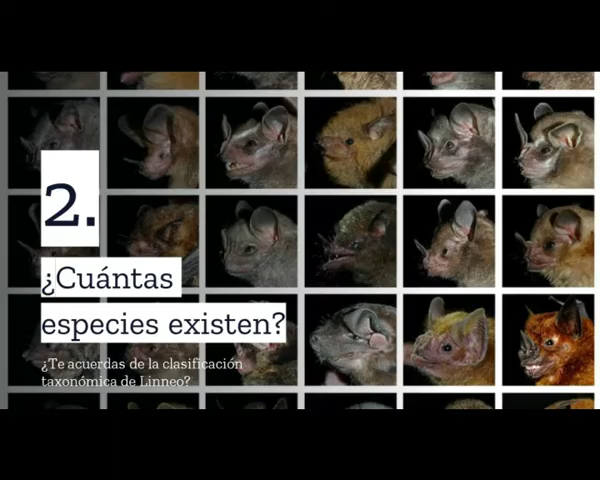 2.
¿Cuántas
especies existen?
¿Te acuerdas de la clasificación
taxonómica de Linneo?